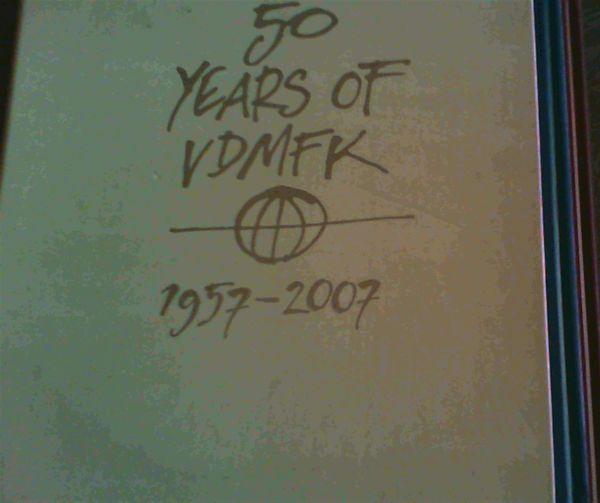 50
YEARS OF
VDMFK
1957-2007